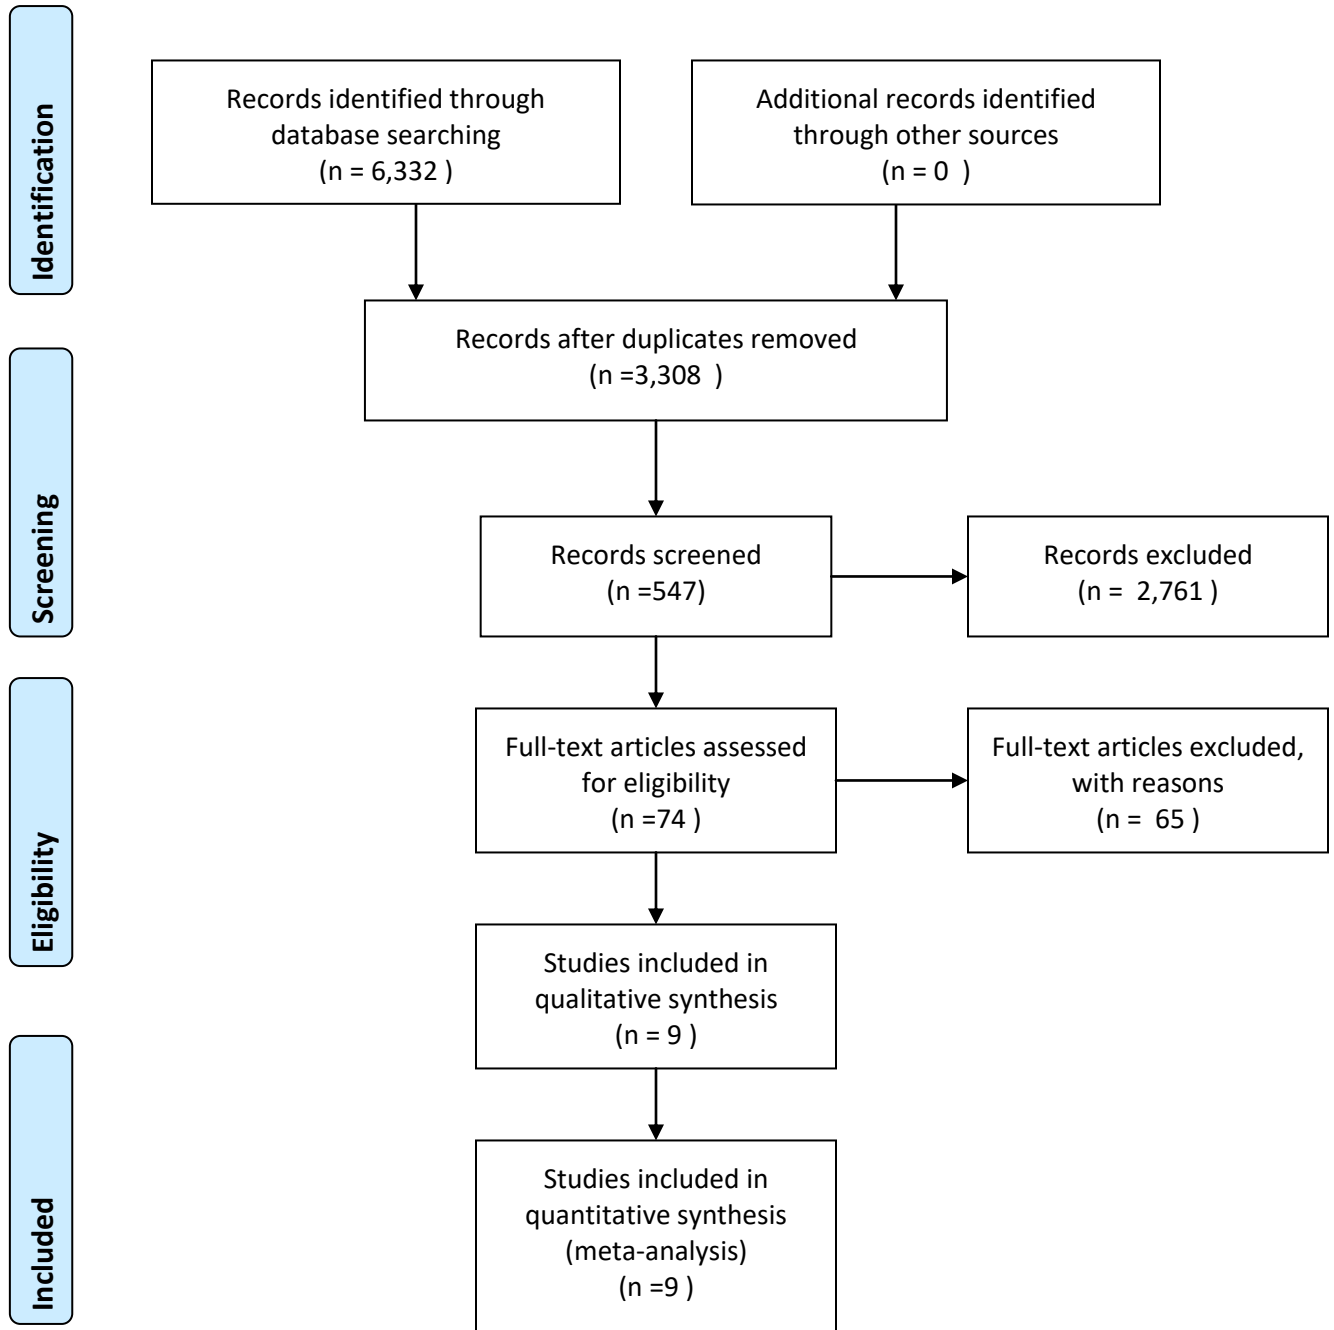 Identification
Records identified through
database searching
(n = 6,332 )
Additional records identified
through other sources
(n = 0  )
Records after duplicates removed
(n =3,308  )
Screening
Records screened
(n =547)
Records excluded
(n =  2,761 )
Eligibility
Full-text articles assessed
for eligibility
(n =74 )
Full-text articles excluded,
with reasons
(n =  65 )
Studies included in
qualitative synthesis
(n = 9 )
Included
Studies included in
quantitative synthesis
(meta-analysis)
(n =9 )